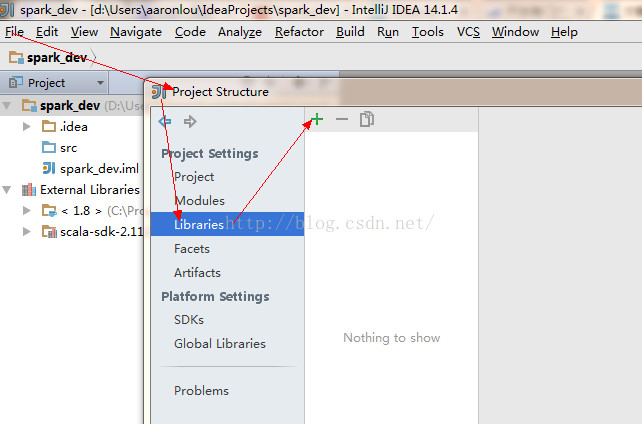 spark_dev - [d:\Users\aaronlou\IdeaProjects\spark_dev] - IntelliJ IDEA 14.1.4
File Edit View Navigate Code Analyze Refactor Build Run Tools VCS Window Help
spark_dev
Project
Project Structure
spark_dev (D:\Use
.idea
src
spark_dev.iml
External Libraries
< 1.8 > (C:\Pro
scala-sdk-2.11
Project Settings
Project
Modules
Libraries
Facets
Artifacts
Platform Settings
SDKs
Global Libraries
Problems
Nothing to show
http://blog.csdn.net/